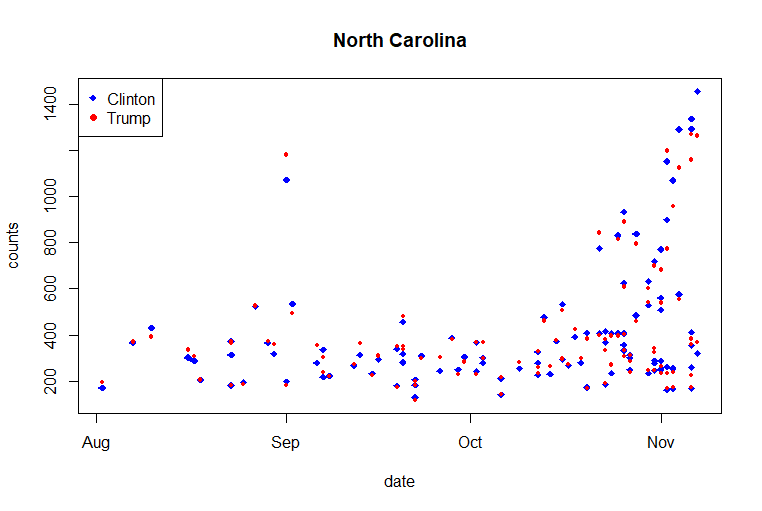 North Carolina
Clinton
Trump
counts
1400
1000
800
600
400
200
Aug
Sep
Oct
Nov
date